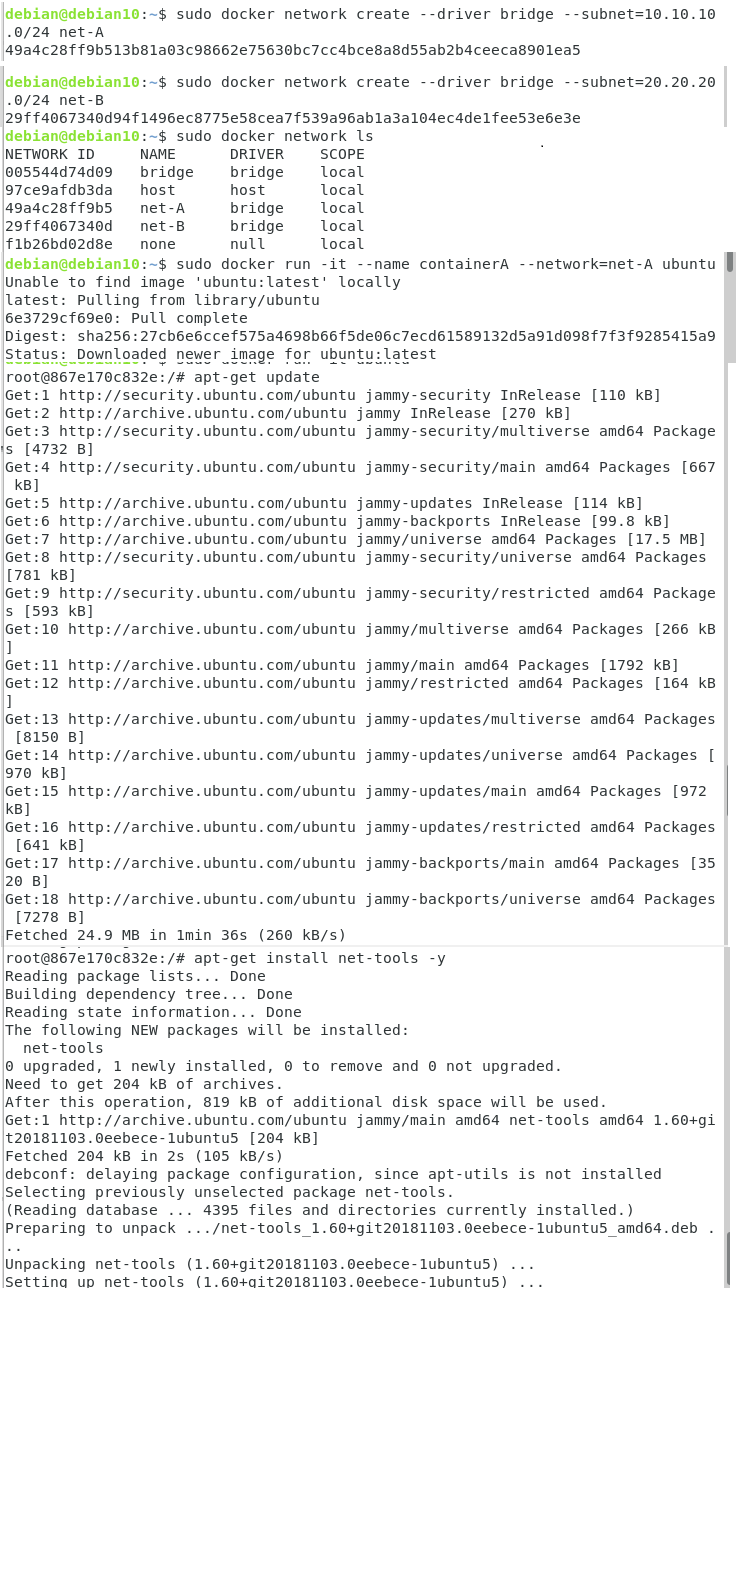 debian@debian10:~$ sudo docker network create --driver bridge --subnet=10.10.10
.0/24 net-A
49a4c28ff9b513b81a03c98662e75630bc7cc4bce8a8d55ab2b4ceeca8901ea5
debian@debian10:~$ sudo docker network create --driver bridge --subnet=20.20.20
.0/24 net-B
29ff4067340d94f1496ec8775e58cea7f539a96ab1a3a104ec4de1fee53e6e3e
debian@debian10:~$ sudo docker network ls
NETWORK ID     NAME      DRIVER    SCOPE
005544d74d09   bridge    bridge    local
97ce9afdb3da   host      host      local
49a4c28ff9b5   net-A     bridge    local
29ff4067340d   net-B     bridge    local
f1b26bd02d8e   none      null      local
debian@debian10:~$ sudo docker run -it --name containerA --network=net-A ubuntu
Unable to find image 'ubuntu:latest' locally
latest: Pulling from library/ubuntu
6e3729cf69e0: Pull complete
Digest: sha256:27cb6e6ccef575a4698b66f5de06c7ecd61589132d5a91d098f7f3f9285415a9
Status: Downloaded newer image for ubuntu:latest
root@867e170c832e:/# apt-get update
Get:1 http://security.ubuntu.com/ubuntu jammy-security InRelease [110 kB]
Get:2 http://archive.ubuntu.com/ubuntu jammy InRelease [270 kB]
Get:3 http://security.ubuntu.com/ubuntu jammy-security/multiverse amd64 Package
s [4732 B]
Get:4 http://security.ubuntu.com/ubuntu jammy-security/main amd64 Packages [667
 kB]
Get:5 http://archive.ubuntu.com/ubuntu jammy-updates InRelease [114 kB]
Get:6 http://archive.ubuntu.com/ubuntu jammy-backports InRelease [99.8 kB]
Get:7 http://archive.ubuntu.com/ubuntu jammy/universe amd64 Packages [17.5 MB]
Get:8 http://security.ubuntu.com/ubuntu jammy-security/universe amd64 Packages
[781 kB]
Get:9 http://security.ubuntu.com/ubuntu jammy-security/restricted amd64 Package
s [593 kB]
Get:10 http://archive.ubuntu.com/ubuntu jammy/multiverse amd64 Packages [266 kB
]
Get:11 http://archive.ubuntu.com/ubuntu jammy/main amd64 Packages [1792 kB]
Get:12 http://archive.ubuntu.com/ubuntu jammy/restricted amd64 Packages [164 kB
]
Get:13 http://archive.ubuntu.com/ubuntu jammy-updates/multiverse amd64 Packages
 [8150 B]
Get:14 http://archive.ubuntu.com/ubuntu jammy-updates/universe amd64 Packages [
970 kB]
Get:15 http://archive.ubuntu.com/ubuntu jammy-updates/main amd64 Packages [972
kB]
Get:16 http://archive.ubuntu.com/ubuntu jammy-updates/restricted amd64 Packages
 [641 kB]
Get:17 http://archive.ubuntu.com/ubuntu jammy-backports/main amd64 Packages [35
20 B]
Get:18 http://archive.ubuntu.com/ubuntu jammy-backports/universe amd64 Packages
 [7278 B]
Fetched 24.9 MB in 1min 36s (260 kB/s)
root@867e170c832e:/# apt-get install net-tools -y
Reading package lists... Done
Building dependency tree... Done
Reading state information... Done
The following NEW packages will be installed:
  net-tools
0 upgraded, 1 newly installed, 0 to remove and 0 not upgraded.
Need to get 204 kB of archives.
After this operation, 819 kB of additional disk space will be used.
Get:1 http://archive.ubuntu.com/ubuntu jammy/main amd64 net-tools amd64 1.60+gi
t20181103.0eebece-1ubuntu5 [204 kB]
Fetched 204 kB in 2s (105 kB/s)
debconf: delaying package configuration, since apt-utils is not installed
Selecting previously unselected package net-tools.
(Reading database ... 4395 files and directories currently installed.)
Preparing to unpack .../net-tools_1.60+git20181103.0eebece-1ubuntu5_amd64.deb .
..
Unpacking net-tools (1.60+git20181103.0eebece-1ubuntu5) ...
Setting up net-tools (1.60+git20181103.0eebece-1ubuntu5) ...